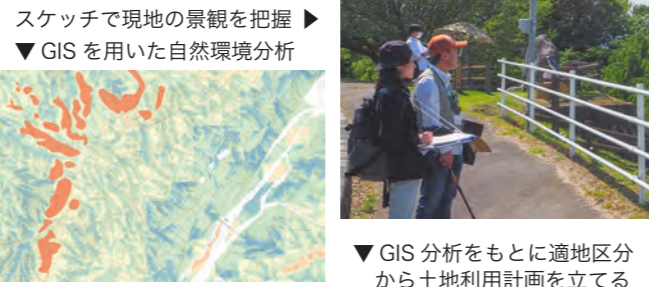 スケッチで現地の景観を把握 ▶
▼ GIS を用いた自然環境分析
▼ GIS 分析をもとに適地区分
から土地利用計画を立てる